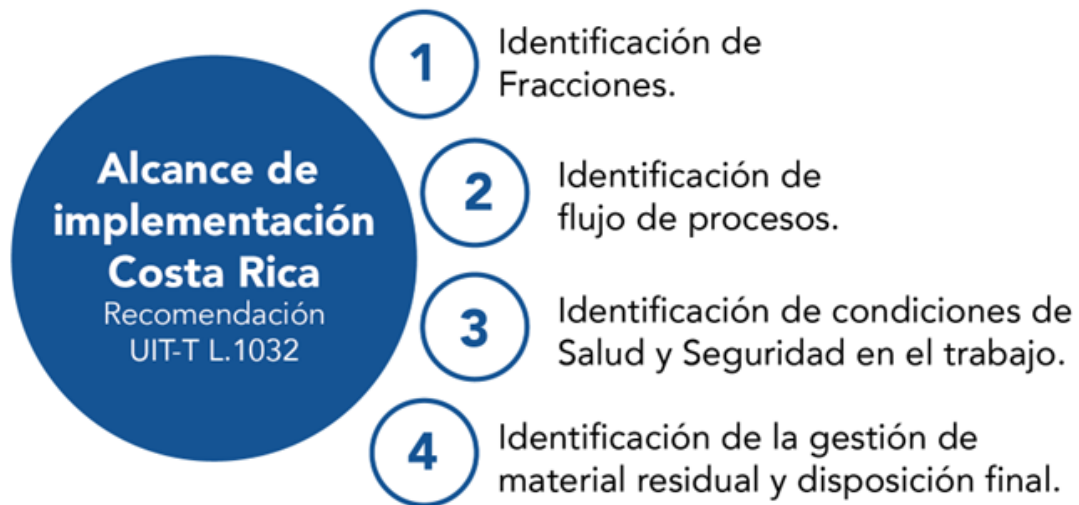 Alcance de
implementación
Costa Rica
Recomendación
UIT-T L.1032
1
Identificación de
Fracciones.
2
Identificación de
flujo de procesos.
3
Identificación de condiciones de
Salud y Seguridad en el trabajo.
4
Identificación de la gestión de
material residual y disposición final.